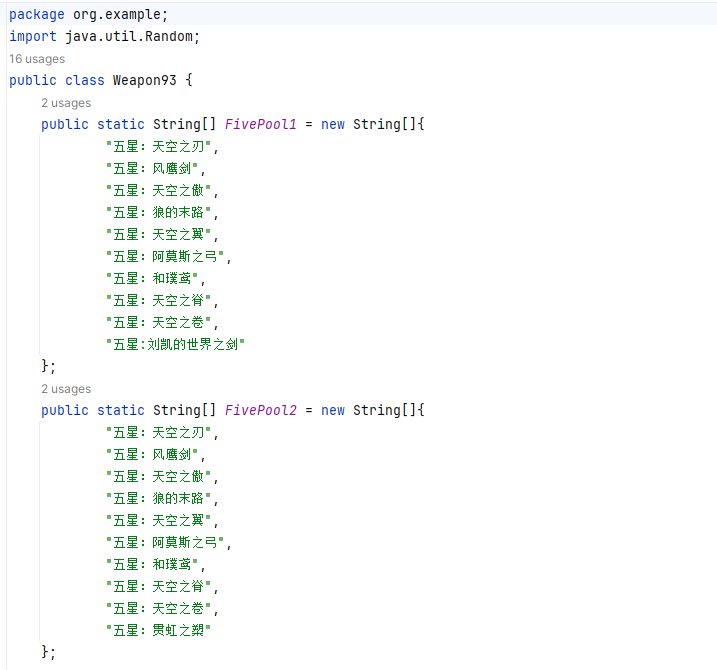 package org.example;
import java.util.Random;
16 usages
public class Weapon93 {
2 usages
public static String[] FivePool1 = new String[]{
"五星：天空之刃",
"五星：风鹰剑",
"五星：天空之傲",
"五星：狼的末路",
"五星：天空之翼",
"五星：阿莫斯之弓",
"五星：和璞鸢",
"五星：天空之脊",
"五星：天空之卷",
"五星:刘凯的世界之剑"
};
2 usages
public static String[] FivePool2 = new String[]{
"五星：天空之刃",
"五星：风鹰剑",
"五星：天空之傲",
"五星：狼的末路",
"五星：天空之翼",
"五星：阿莫斯之弓",
"五星：和璞鸢",
"五星：天空之脊",
"五星：天空之卷",
"五星：贯虹之槊"
};